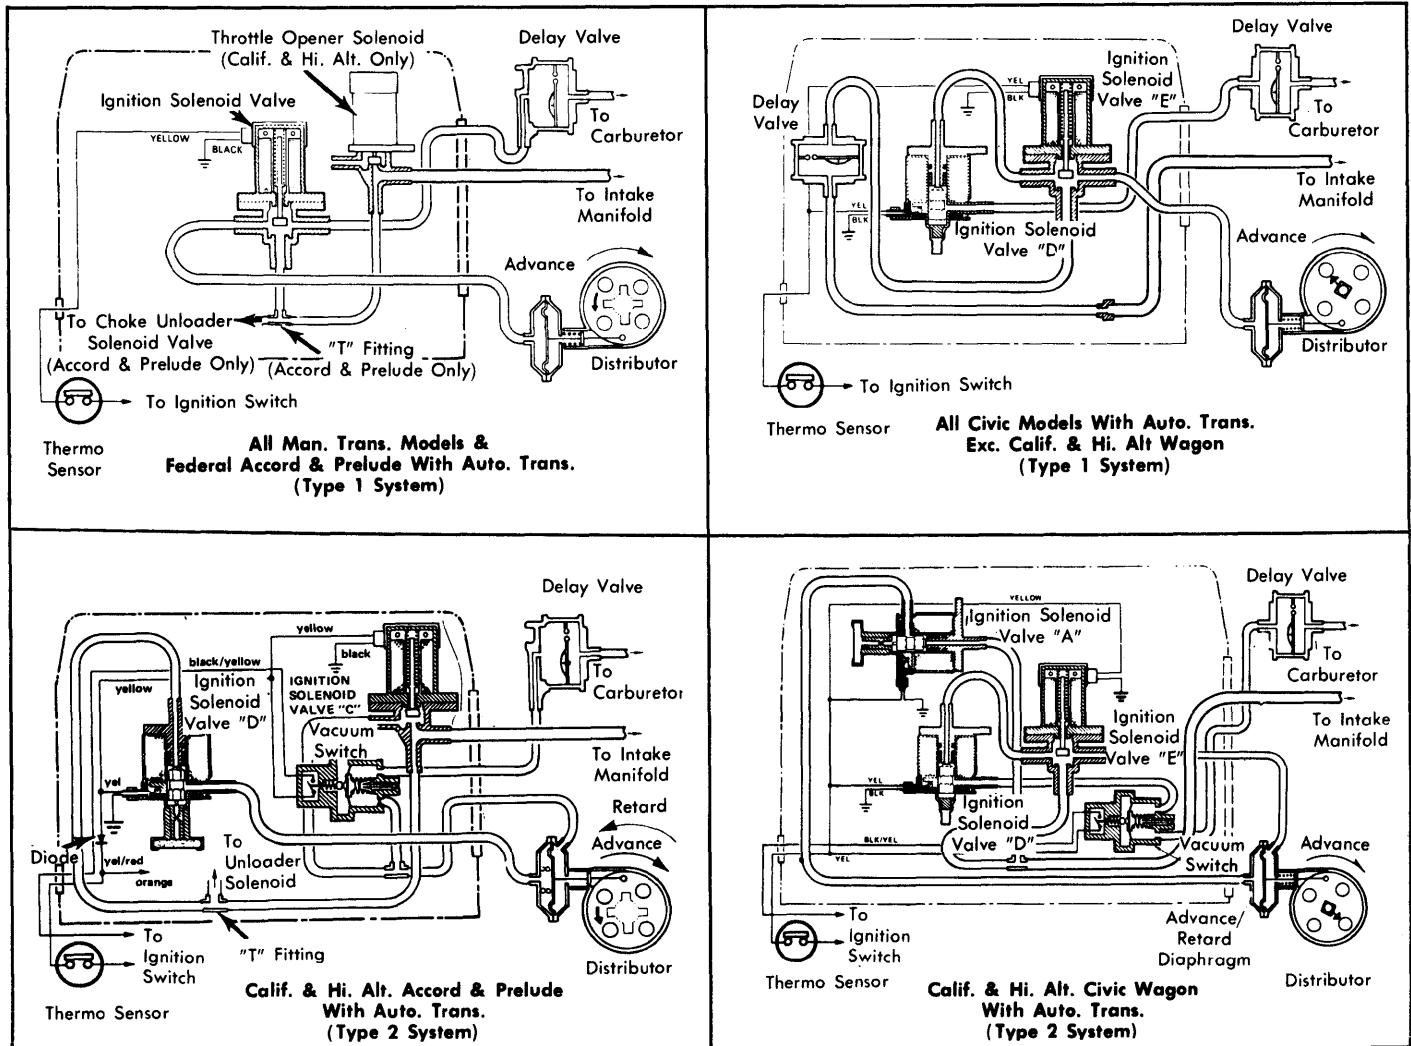 Throttle Opener Solenoid
(Calif. & Hi. Alt. Only)
Delay Valve
Ignition Solenoid Valve
YELLOW
BLACK
To
Carburetor
To Intake
Manifold
Advance
To Choke Unloader
Solenoid Valve
(Accord & Prelude Only)
"T" Fitting
(Accord & Prelude Only)
Distributor
To Ignition Switch
Thermo
Sensor
All Man. Trans. Models &
Federal Accord & Prelude With Auto. Trans.
(Type 1 System)
Delay Valve
Ignition
Solenoid
Valve "E"
YEL
BLK
Delay
Valve
To
Carburetor
To Intake
Manifold
YEL
BLK
Ignition Solenoid
Valve "D"
Advance
Distributor
To Ignition Switch
Thermo Sensor
All Civic Models With Auto. Trans.
Exc. Calif. & Hi. Alt Wagon
(Type 1 System)
Delay Valve
yellow
black
black/yellow
yellow
Ignition
Solenoid
Valve "D"
IGNITION
SOLENOID
VALVE "C"
Vacuum
Switch
To
Carburetor
To Intake
Manifold
yel
Retard
Advance
Diode
yel/red
orange
To
Unloader
Solenoid
To
Ignition
Switch
"T" Fitting
Distributor
Thermo Sensor
Calif. & Hi. Alt. Accord & Prelude
With Auto. Trans.
(Type 2 System)
Delay Valve
YELLOW
Ignition Solenoid
Valve "A"
To
Carburetor
Ignition
Solenoid
Valve "E"
To Intake
Manifold
YEL
BLK
Ignition
Solenoid
Valve "D"
BLK/YEL
YEL
Vacuum
Switch
Advance
To
Ignition
Switch
Advance/
Retard
Diaphragm
Thermo Sensor
Distributor
Calif. & Hi. Alt. Civic Wagon
With Auto. Trans.
(Type 2 System)